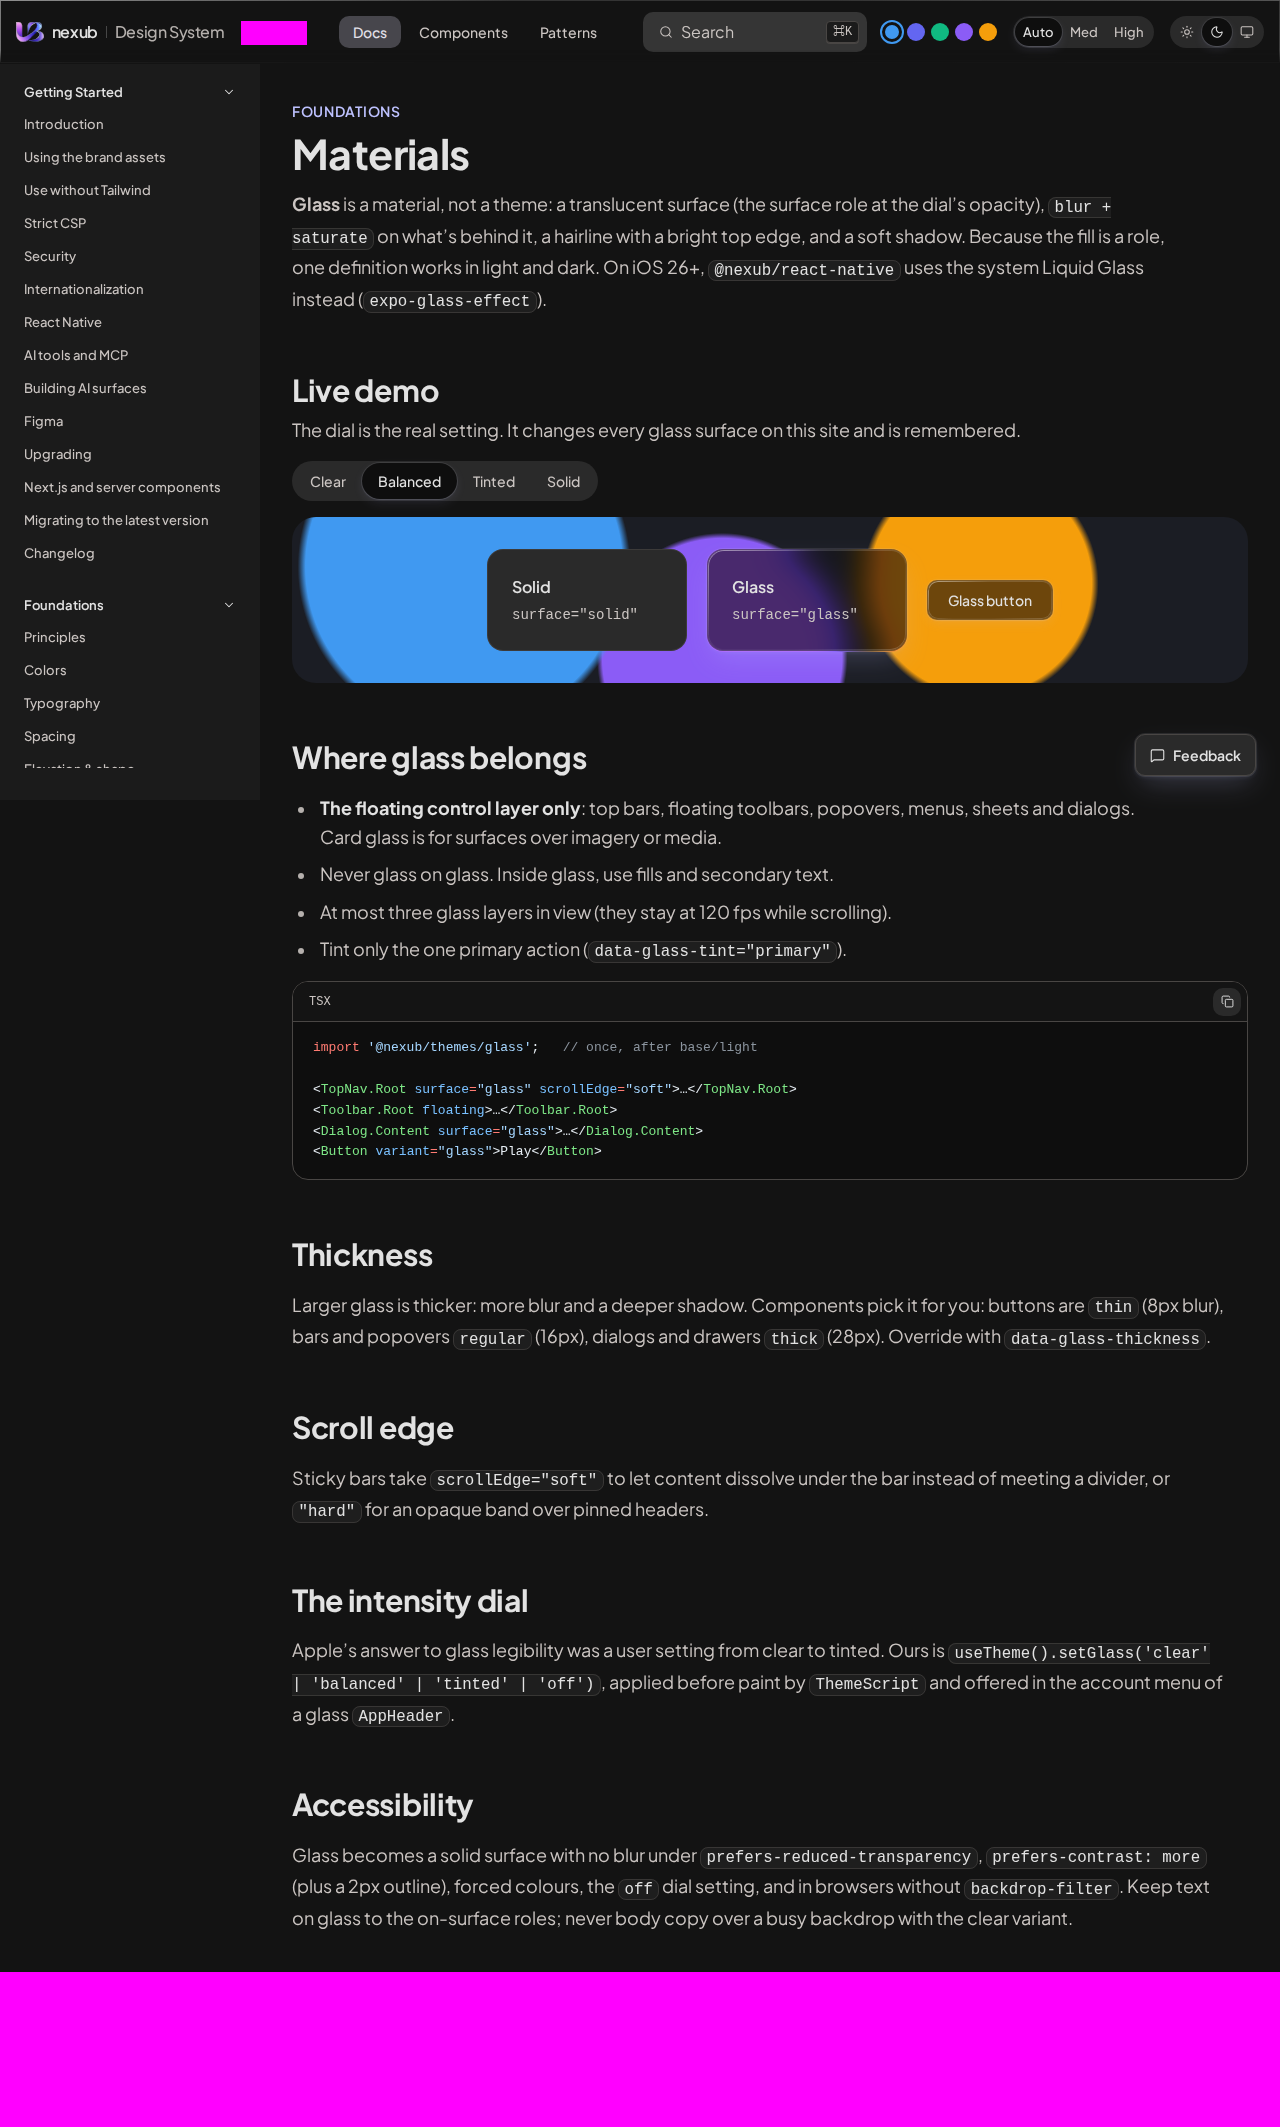 nexub | Design System
Docs
Components
Patterns
Search
⌘K
Auto
Med
High
Getting Started
Introduction
Using the brand assets
Use without Tailwind
Strict CSP
Security
Internationalization
React Native
AI tools and MCP
Building AI surfaces
Figma
Upgrading
Next.js and server components
Migrating to the latest version
Changelog
Foundations
Principles
Colors
Typography
Spacing
Elevation & shape
FOUNDATIONS
Materials
Glass is a material, not a theme: a translucent surface (the surface role at the dial’s opacity), blur +
saturate on what’s behind it, a hairline with a bright top edge, and a soft shadow. Because the fill is a role,
one definition works in light and dark. On iOS 26+, @nexub/react-native uses the system Liquid Glass
instead (expo-glass-effect).
Live demo
The dial is the real setting. It changes every glass surface on this site and is remembered.
Clear
Balanced
Tinted
Solid
Solid
surface="solid"
Glass
surface="glass"
Glass button
Where glass belongs
Feedback
• The floating control layer only: top bars, floating toolbars, popovers, menus, sheets and dialogs.
Card glass is for surfaces over imagery or media.
• Never glass on glass. Inside glass, use fills and secondary text.
• At most three glass layers in view (they stay at 120 fps while scrolling).
• Tint only the one primary action (data-glass-tint="primary").
TSX
import '@nexub/themes/glass';   // once, after base/light
<TopNav.Root surface="glass" scrollEdge="soft">…</TopNav.Root>
<Toolbar.Root floating>…</Toolbar.Root>
<Dialog.Content surface="glass">…</Dialog.Content>
<Button variant="glass">Play</Button>
Thickness
Larger glass is thicker: more blur and a deeper shadow. Components pick it for you: buttons are thin (8px blur),
bars and popovers regular (16px), dialogs and drawers thick (28px). Override with data-glass-thickness.
Scroll edge
Sticky bars take scrollEdge="soft" to let content dissolve under the bar instead of meeting a divider, or
"hard" for an opaque band over pinned headers.
The intensity dial
Apple’s answer to glass legibility was a user setting from clear to tinted. Ours is useTheme().setGlass('clear'
| 'balanced' | 'tinted' | 'off'), applied before paint by ThemeScript and offered in the account menu of
a glass AppHeader.
Accessibility
Glass becomes a solid surface with no blur under prefers-reduced-transparency, prefers-contrast: more
(plus a 2px outline), forced colours, the off dial setting, and in browsers without backdrop-filter. Keep text
on glass to the on-surface roles; never body copy over a busy backdrop with the clear variant.